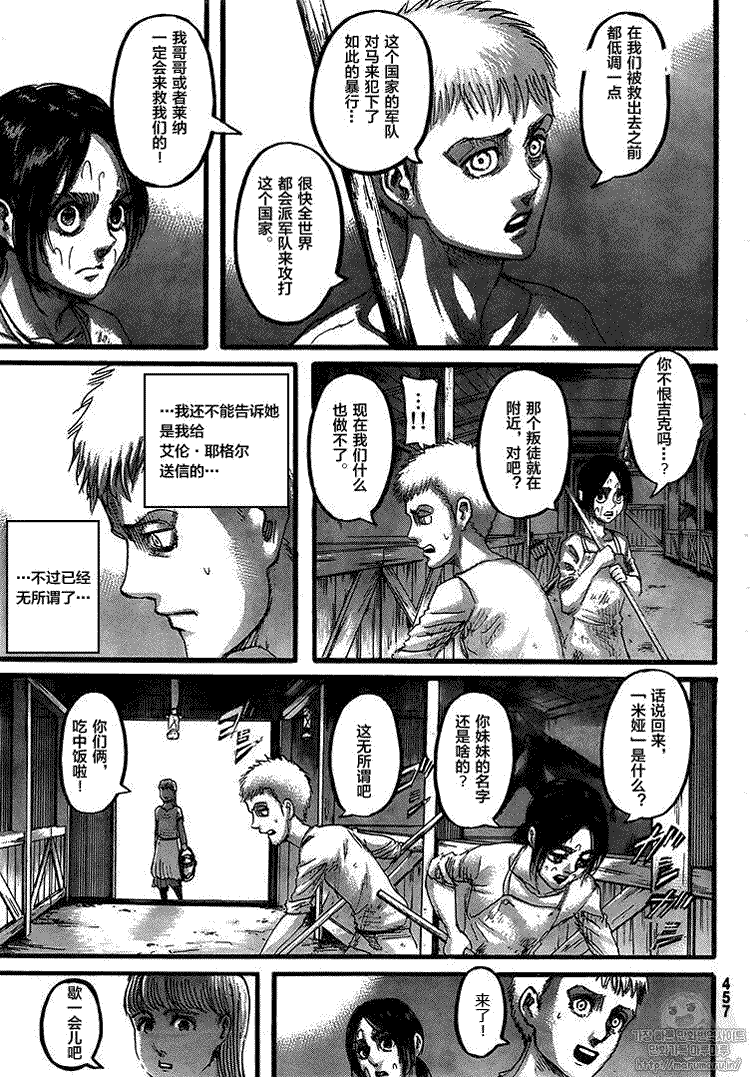 在我们被救出去之前
都低调一点
这个国家的军队
对马来犯下了
如此的暴行…
很快全世界
都会派军队来攻打
这个国家。
我哥哥或者莱纳
一定会来救我们的！
你不恨吉克吗…？
那个叛徒就在
附近，对吧？
…!!
现在我们什么
也做不了。
…我还不能告诉她
是我给
艾伦·耶格尔
送信的…
…不过已经
无所谓了…
话说回来，
「米娅」是什么？
你妹妹的名字
还是啥的？
这无所谓吧
你们俩，
吃中饭啦！
来了！
歇一会儿吧
457
http://marumaru.tv/